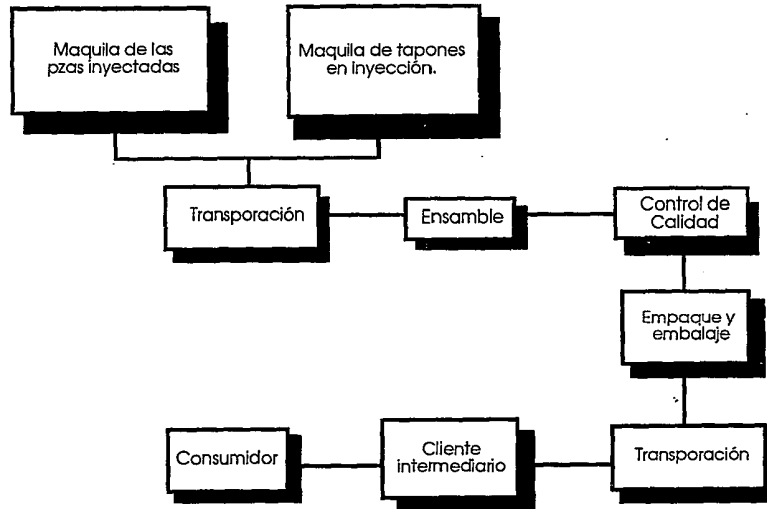 Maquila de las
pzas inyectadas
Maquila de tapones
en inyección.
Transporación
Ensamble
Control de
Calidad
Empaque y
embalaje
Transporación
Cliente
intermediario
Consumidor